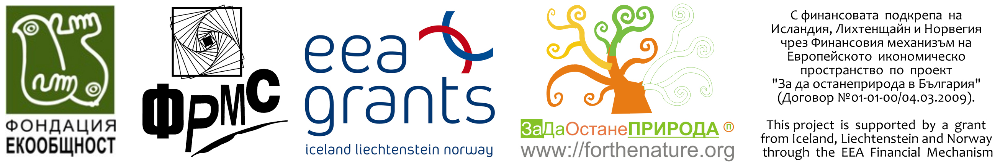 ФОНДАЦИЯ
ЕКООБЩНОСТ
ФРМС
eea
grants
iceland liechtenstein norway
ЗаДаОстанеПРИРОДА п
www://forthenature.org
С финансовата подкрепа на
Исландия, Лихтенщайн и Норвегия
чрез Финансовия механизъм на
Европейското икономическо
пространство по проект
"За да останеприрода в България"
(Договор №01-01-00/04.03.2009).
This project is supported by a grant
from Iceland, Liechtenstein and Norway
through the EEA Financial Mechanism